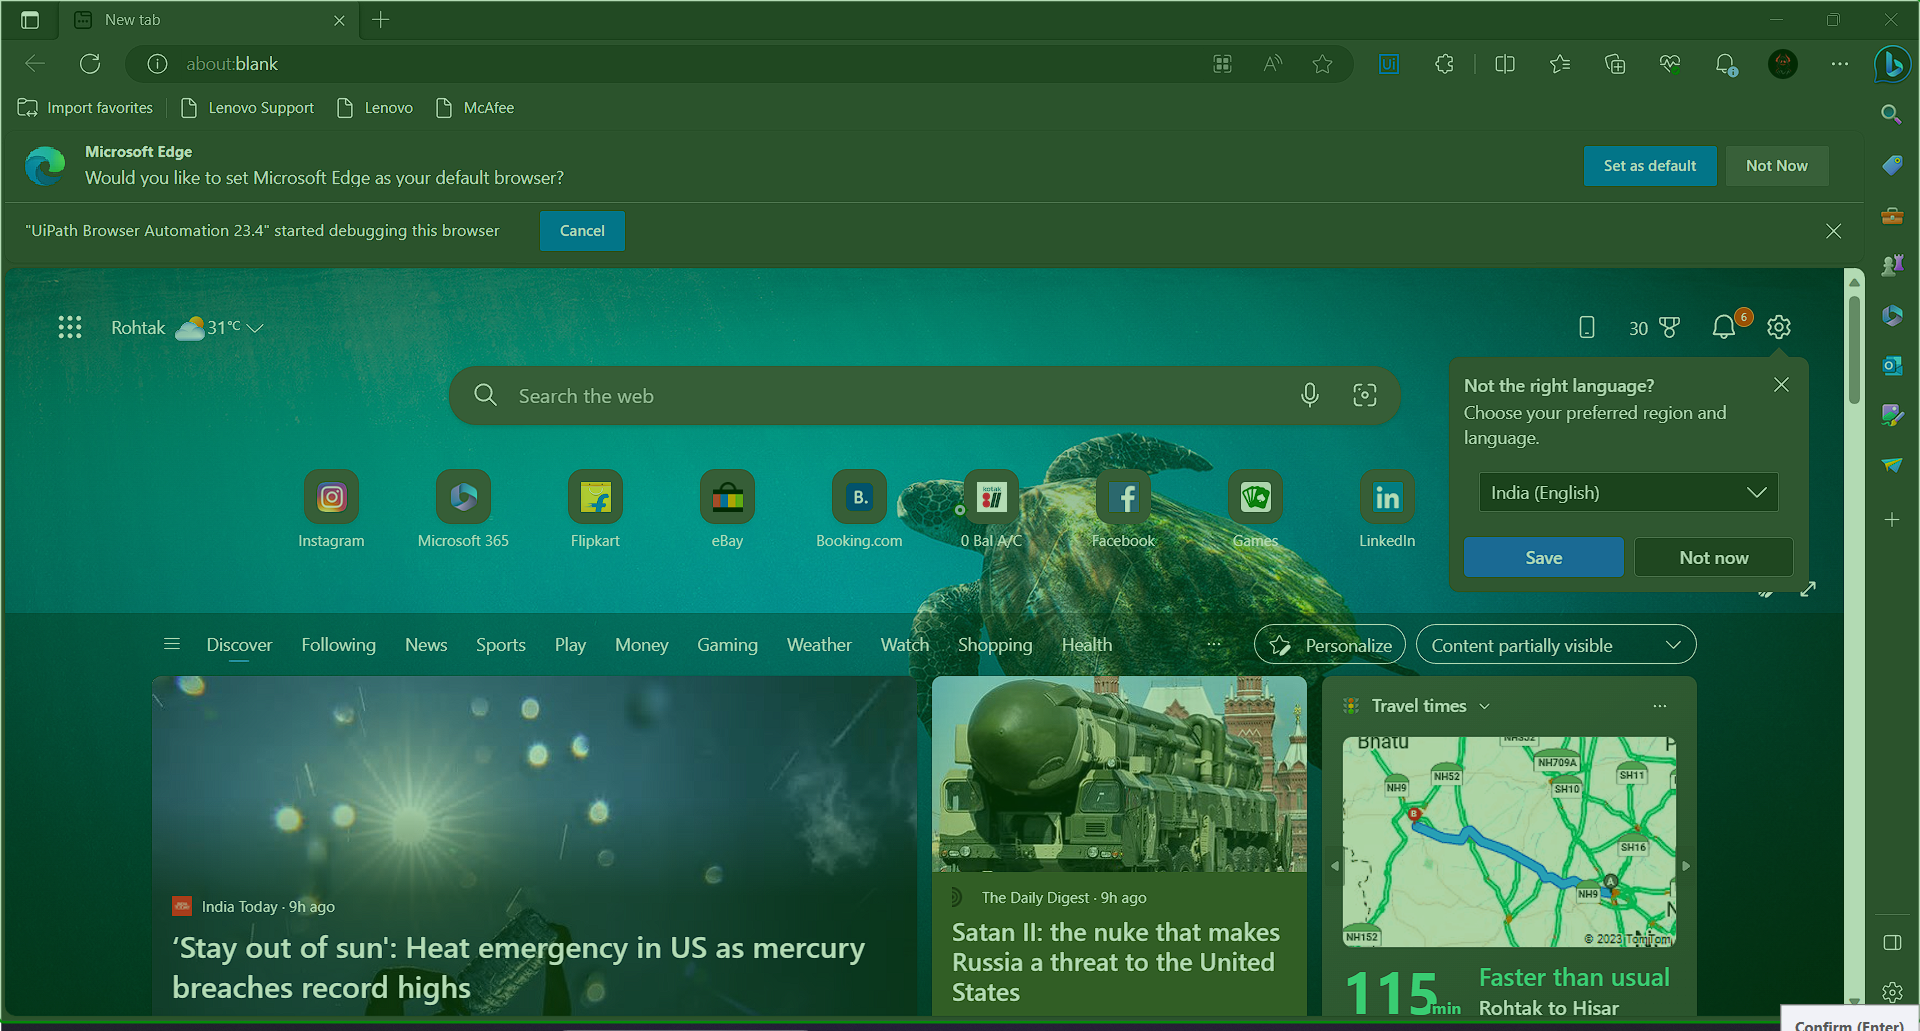 New tab
about:blank
Import favorites
Lenovo Support
Lenovo
McAfee
Microsoft Edge
Would you like to set Microsoft Edge as your default browser?
Set as default
Not Now
"UiPath Browser Automation 23.4" started debugging this browser
Cancel
Rohtak
31°C
30
6
Search the web
Not the right language?
Choose your preferred region and
language.
India (English)
Save
Not now
Instagram
Microsoft 365
Flipkart
eBay
B.
Booking.com
kotak
811
0 Bal A/C
Facebook
Games
in
LinkedIn
Ui
Discover
Following
News
Sports
Play
Money
Gaming
Weather
Watch
Shopping
Health
Personalize
Content partially visible
India Today · 9h ago
‘Stay out of sun': Heat emergency in US as mercury
breaches record highs
The Daily Digest · 9h ago
Satan II: the nuke that makes
Russia a threat to the United
States
Travel times
Bhatu
NH52
NH709A
SH11
NH9
SH10
B
SH16
A
NH9
NH152
© 2023 TomTom
115 min
Faster than usual
Rohtak to Hisar
Confirm (Enter)